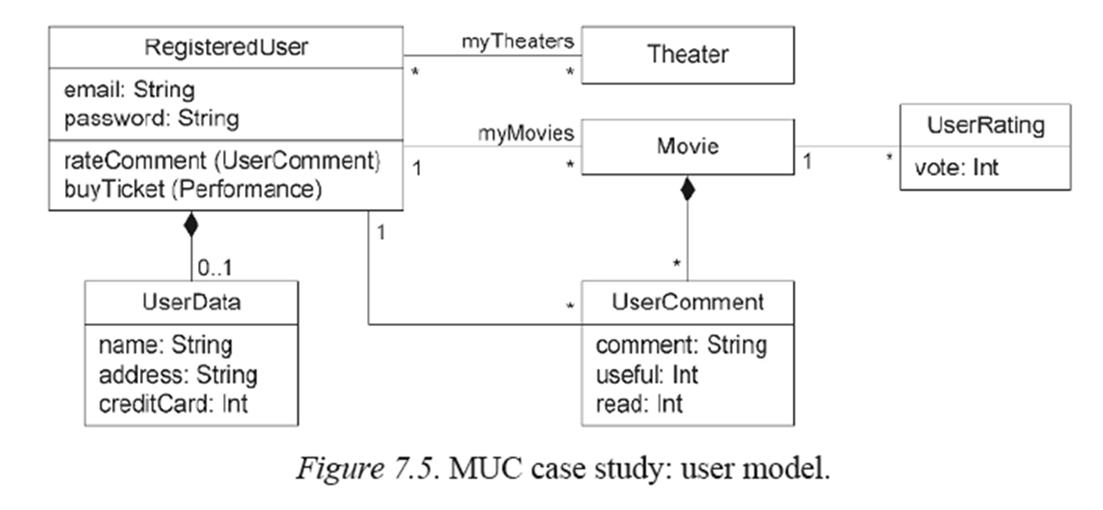 RegisteredUser
email: String
password: String
rateComment (UserComment)
buyTicket (Performance)
myTheaters
*
*
Theater
myMovies
1
*
Movie
1
*
UserRating
vote: Int
1
*
0..1
*
UserData
name: String
address: String
creditCard: Int
UserComment
comment: String
useful: Int
read: Int
Figure 7.5. MUC case study: user model.